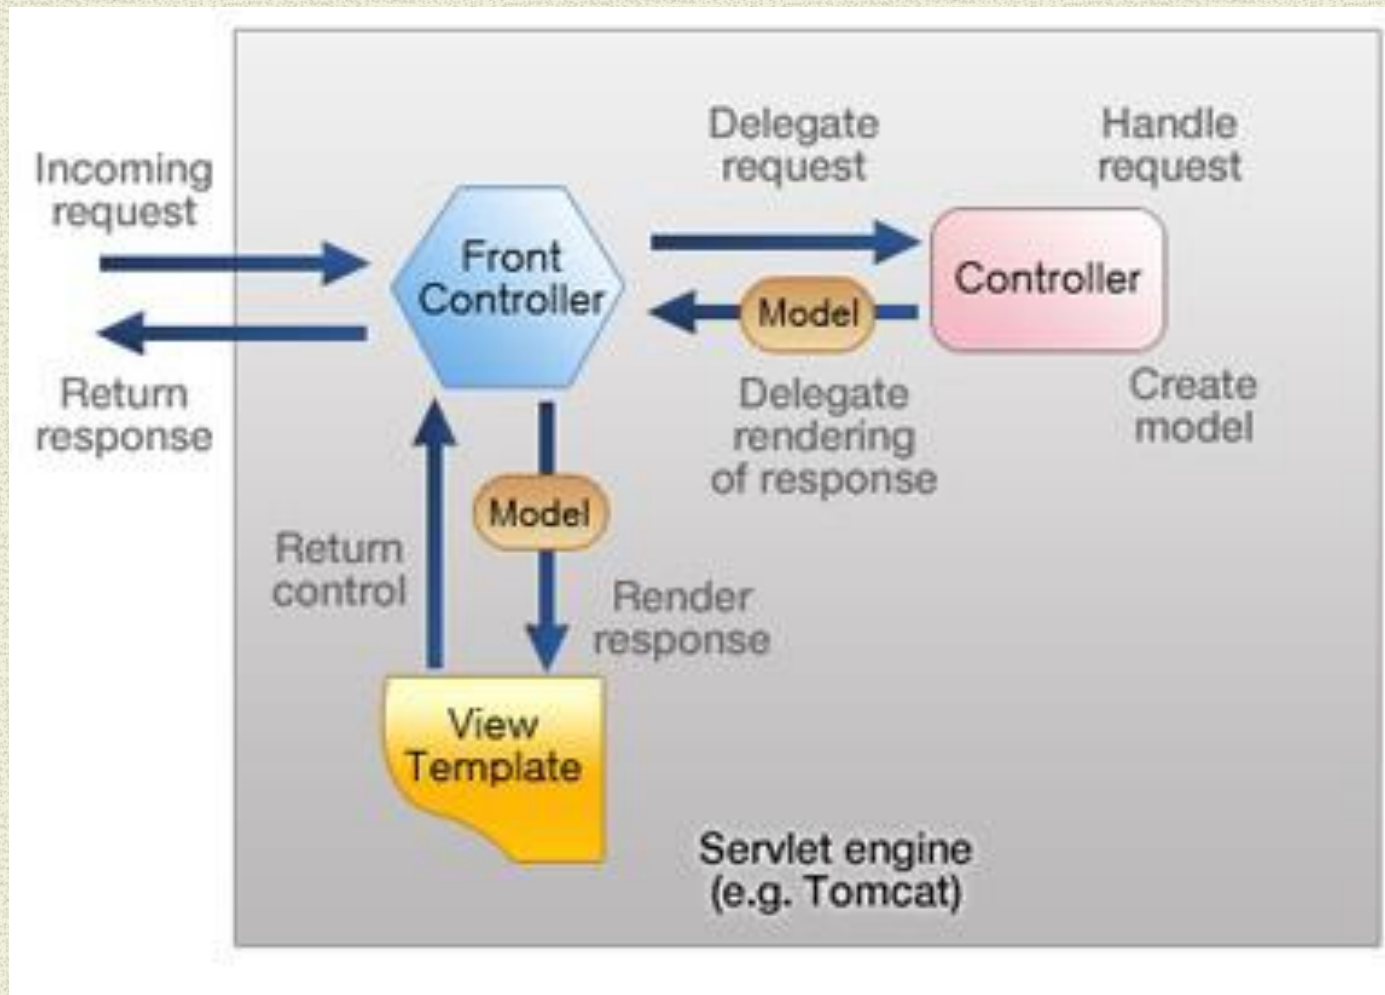 Incoming
request
Return
response
Front
Controller
Delegate
request
Handle
request
Controller
Model
Delegate
rendering
of response
Create
model
Model
Return
control
Render
response
View
Template
Servlet engine
(e.g. Tomcat)